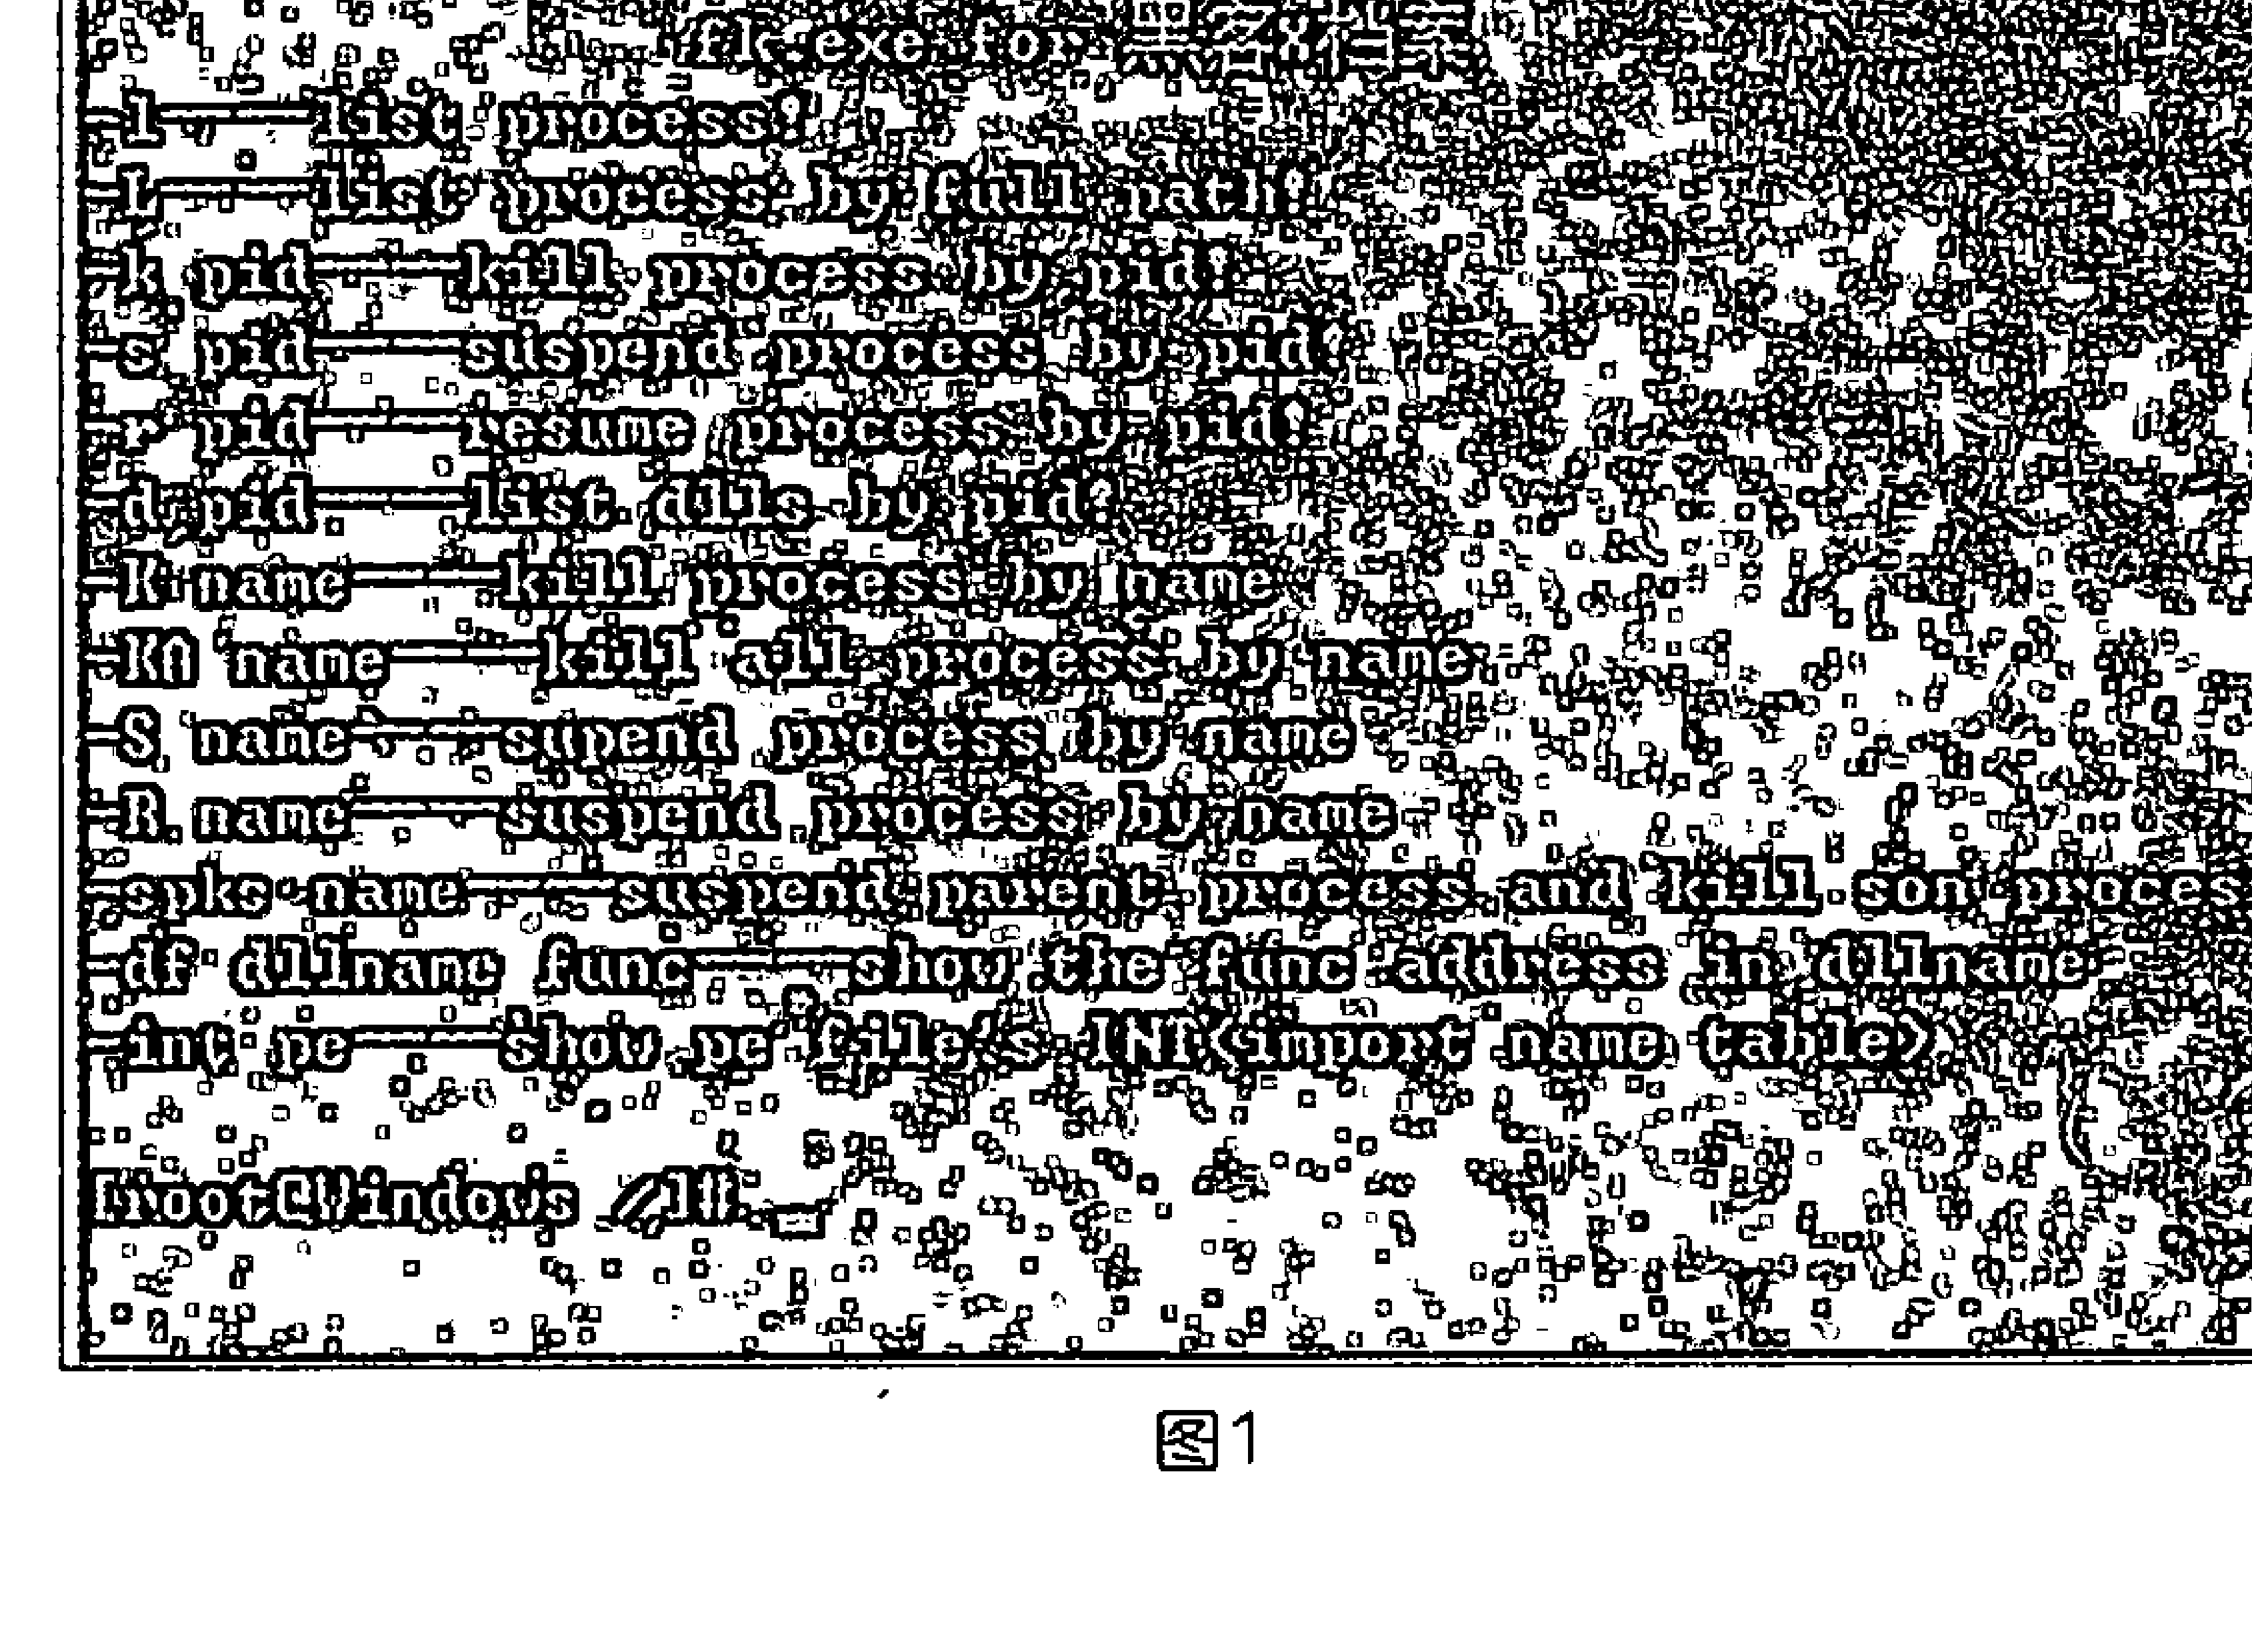 fk.exe for
-l----list process!
-L----list process by full path!
-k pid----kill process by pid!
-s pid----suspend process by pid!
-r pid----resume process by pid!
-d pid----list dlls by pid!
-K name----kill process by name
-KA name----kill all process by name
-S name----supend process by name
-R name----suspend process by name
-spks name----suspend parent process and kill son proces
-df dllname func----show the func address in dllname
-int pe----show pe file's INT(import name table)
[root@Windows //]#_
图1